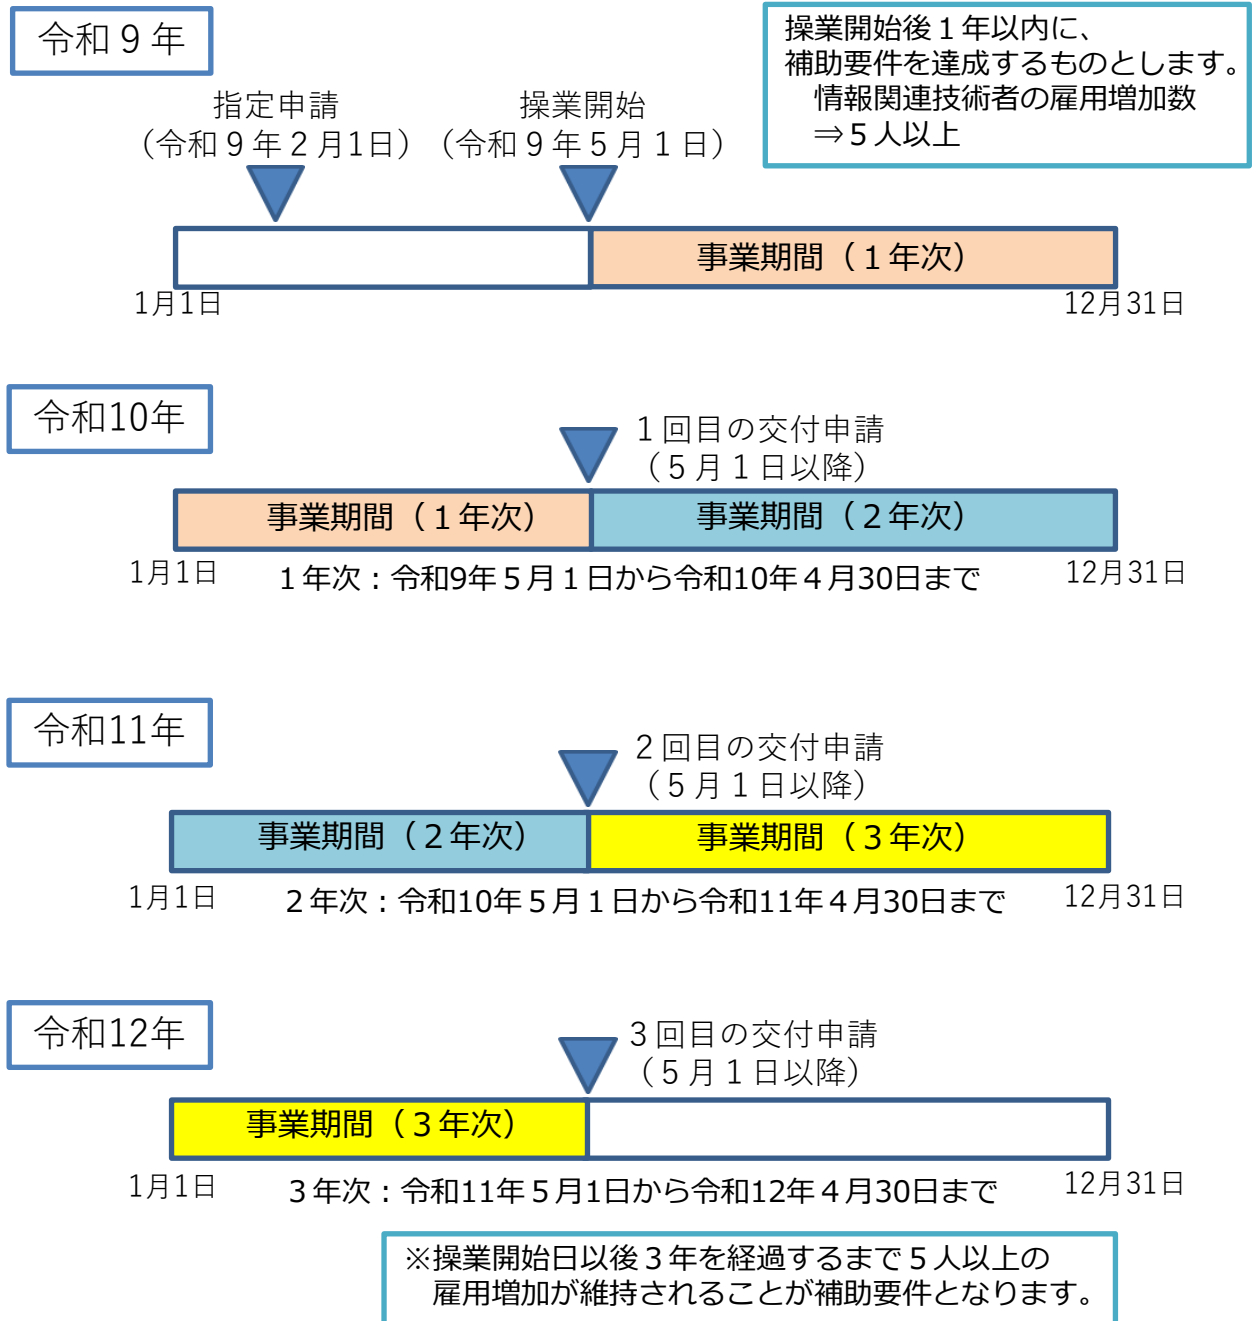 令和９年
操業開始後１年以内に、
補助要件を達成するものとします。
情報関連技術者の雇用増加数
⇒５人以上
指定申請
（令和９年２月1日）
操業開始
（令和９年５月１日）
事業期間（１年次）
1月1日
12月31日
令和10年
１回目の交付申請
（５月１日以降）
事業期間（１年次）
事業期間（２年次）
1月1日
１年次：令和9年５月１日から令和10年４月30日まで
12月31日
令和11年
２回目の交付申請
（５月１日以降）
事業期間（２年次）
事業期間（３年次）
1月1日
２年次：令和10年５月１日から令和11年４月30日まで
12月31日
令和12年
３回目の交付申請
（５月１日以降）
事業期間（３年次）
1月1日
３年次：令和11年５月1日から令和12年４月30日まで
12月31日
※操業開始日以後３年を経過するまで５人以上の
雇用増加が維持されることが補助要件となります。